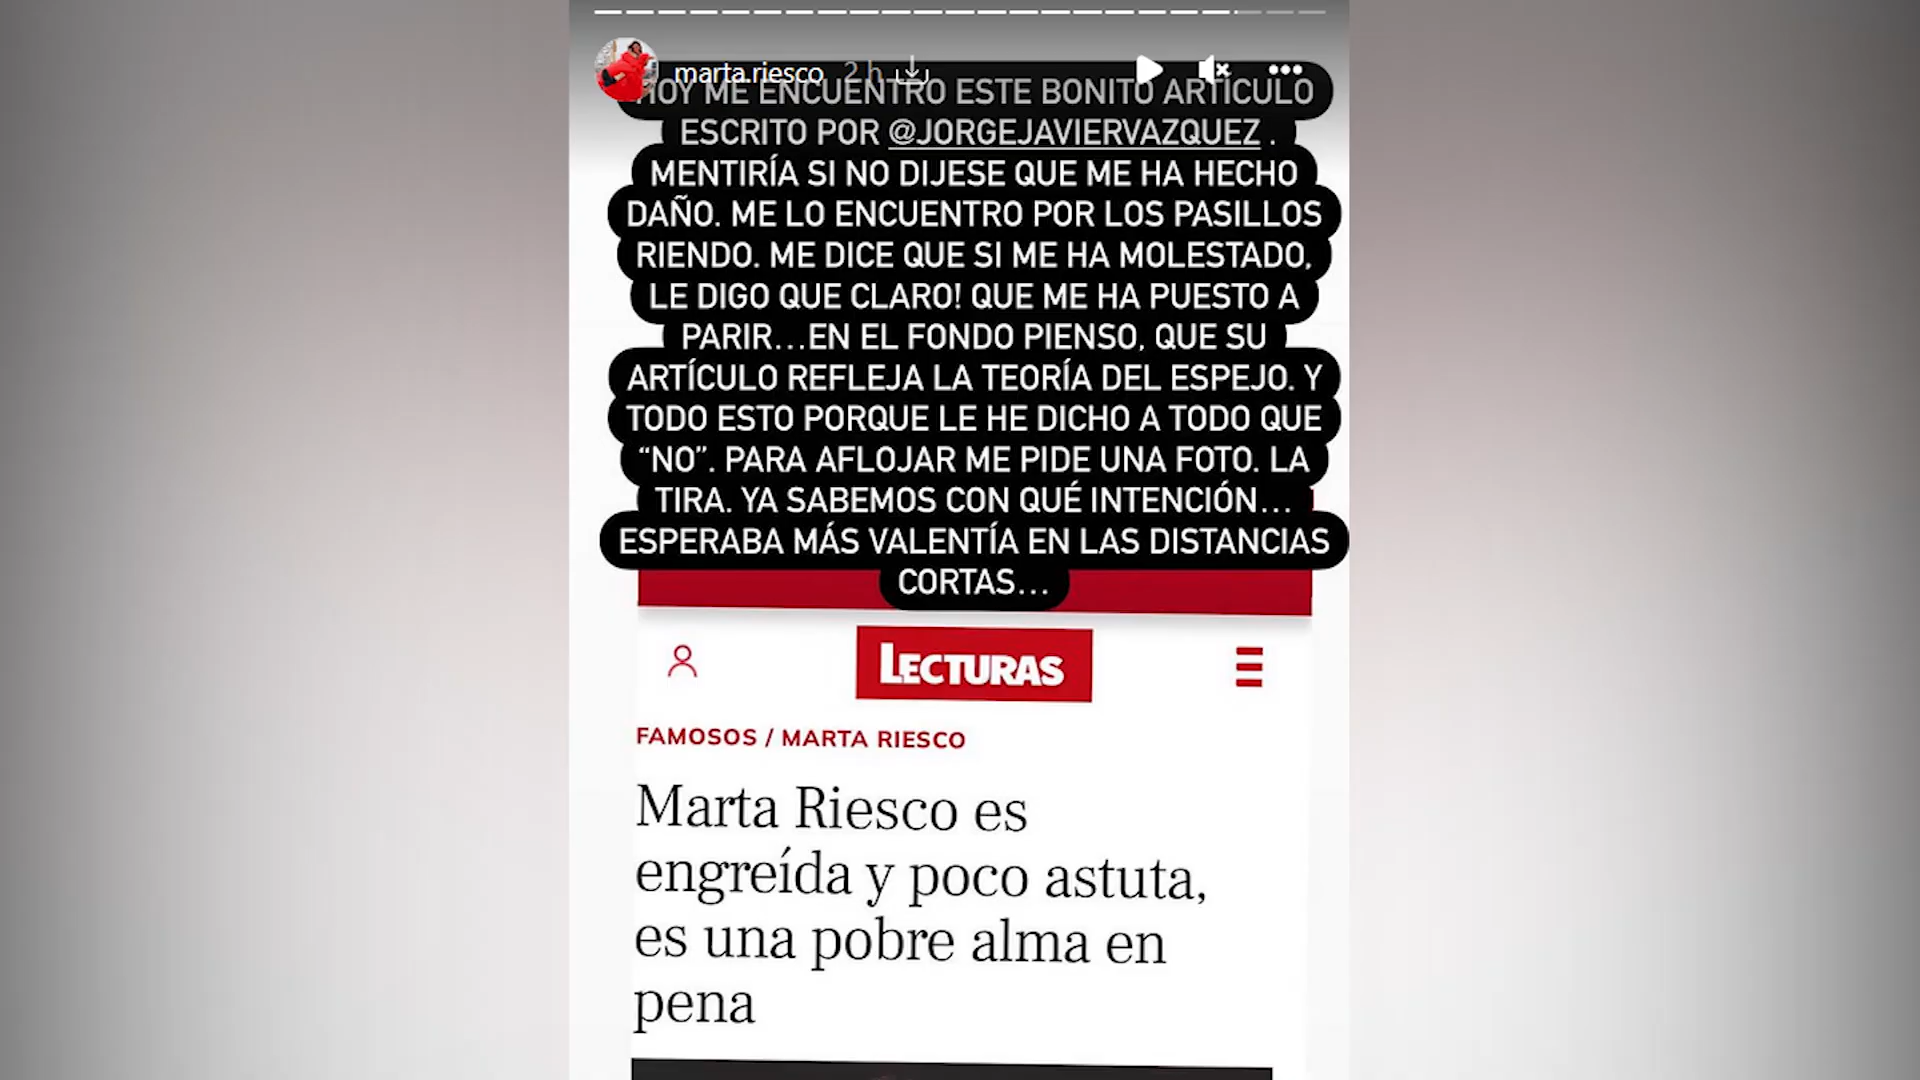 marta.riesco 2 h
HOY ME ENCUENTRO ESTE BONITO ARTÍCULO
ESCRITO POR @JORGEJAVIERVAZQUEZ .
MENTIRÍA SI NO DIJESE QUE ME HA HECHO
DAÑO. ME LO ENCUENTRO POR LOS PASILLOS
RIENDO. ME DICE QUE SI ME HA MOLESTADO,
LE DIGO QUE CLARO! QUE ME HA PUESTO A
PARIR...EN EL FONDO PIENSO, QUE SU
ARTÍCULO REFLEJA LA TEORÍA DEL ESPEJO. Y
TODO ESTO PORQUE LE HE DICHO A TODO QUE
“NO”. PARA AFLOJAR ME PIDE UNA FOTO. LA
TIRA. YA SABEMOS CON QUÉ INTENCIÓN...
ESPERABA MÁS VALENTÍA EN LAS DISTANCIAS
CORTAS...
LECTURAS
FAMOSOS / MARTA RIESCO
Marta Riesco es
engreída y poco astuta,
es una pobre alma en
pena